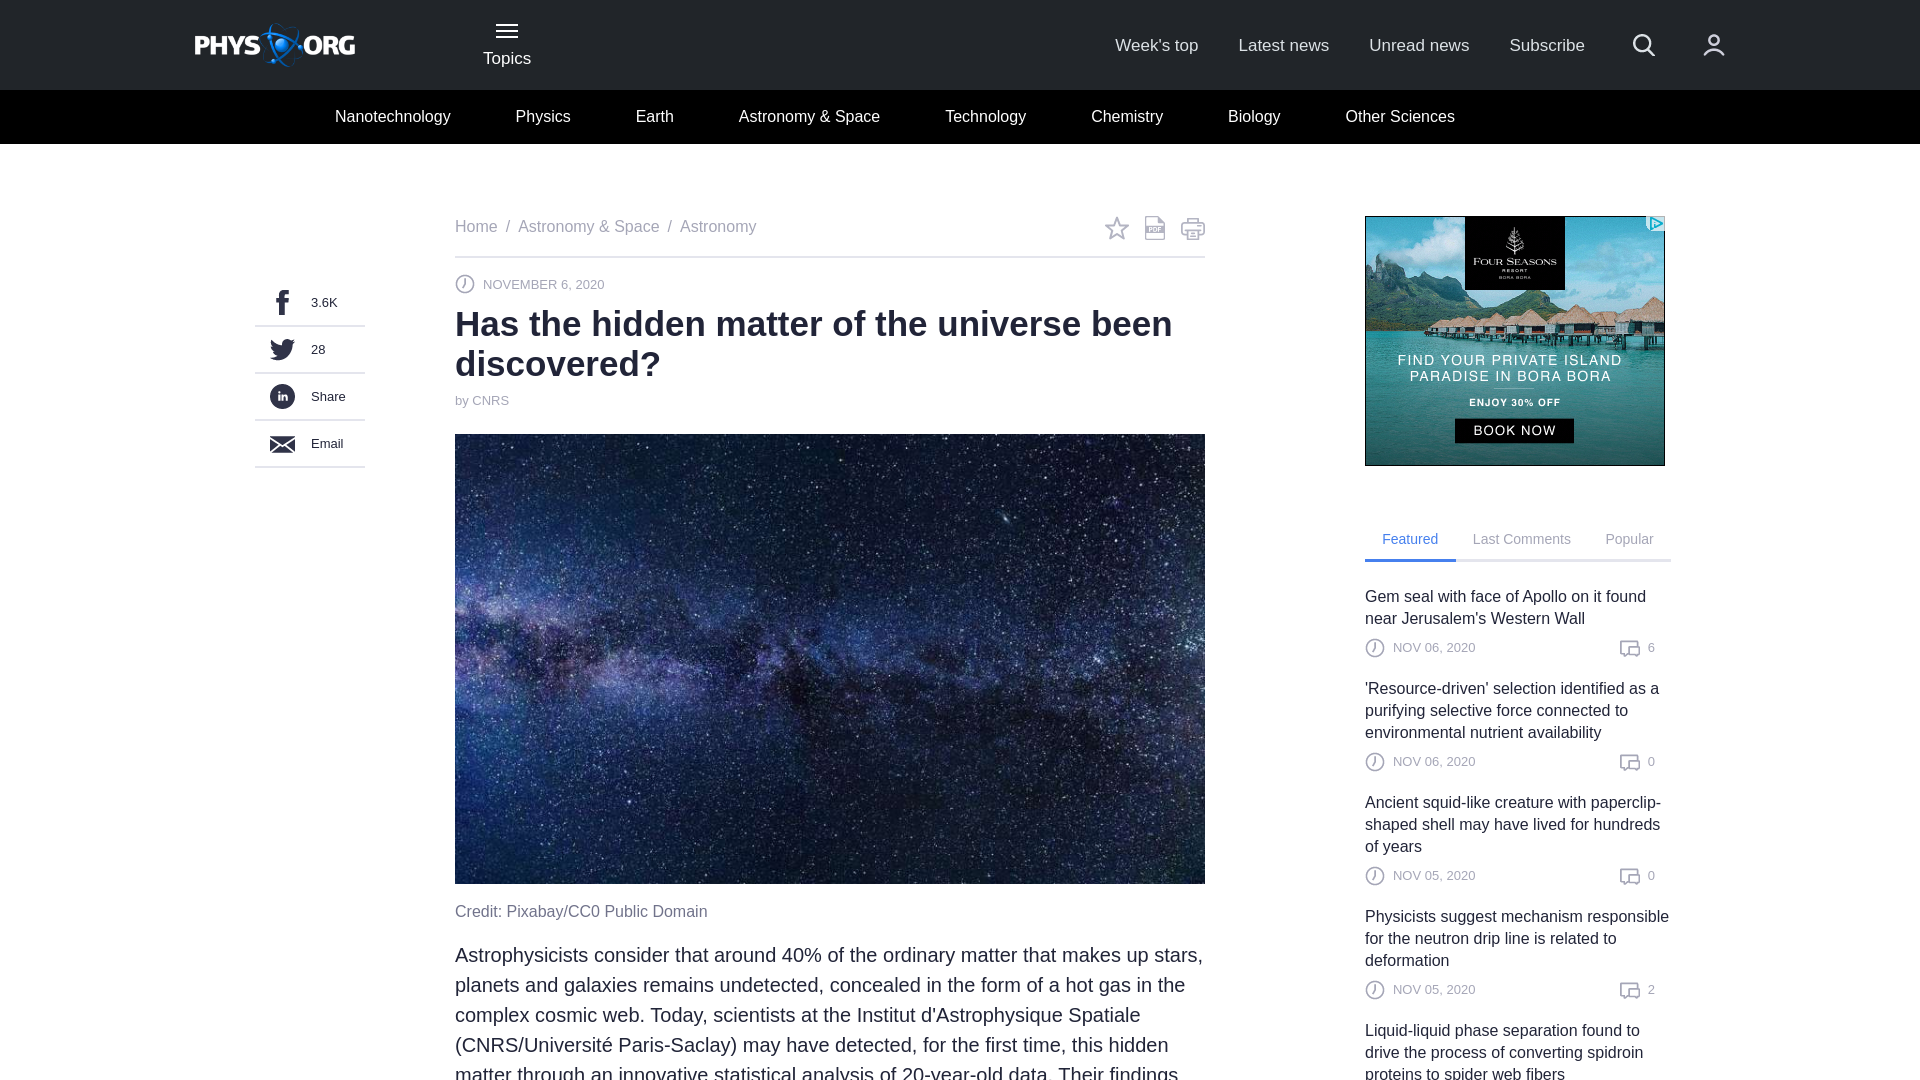 PHYS ORG
Topics
Week's top
Latest news
Unread news
Subscribe
Nanotechnology
Physics
Earth
Astronomy & Space
Technology
Chemistry
Biology
Other Sciences
Home / Astronomy & Space / Astronomy
PDF
NOVEMBER 6, 2020
Has the hidden matter of the universe been
discovered?
by CNRS
3.6K
28
in Share
Email
Credit: Pixabay/CC0 Public Domain
Astrophysicists consider that around 40% of the ordinary matter that makes up stars,
planets and galaxies remains undetected, concealed in the form of a hot gas in the
complex cosmic web. Today, scientists at the Institut d'Astrophysique Spatiale
(CNRS/Université Paris-Saclay) may have detected, for the first time, this hidden
matter through an innovative statistical analysis of 20-year-old data. Their findings
FOUR SEASONS
RESORT
BORA BORA
FIND YOUR PRIVATE ISLAND
PARADISE IN BORA BORA
ENJOY 30% OFF
BOOK NOW
Featured
Last Comments
Popular
Gem seal with face of Apollo on it found
near Jerusalem's Western Wall
NOV 06, 2020
6
'Resource-driven' selection identified as a
purifying selective force connected to
environmental nutrient availability
NOV 06, 2020
0
Ancient squid-like creature with paperclip-
shaped shell may have lived for hundreds
of years
NOV 05, 2020
0
Physicists suggest mechanism responsible
for the neutron drip line is related to
deformation
NOV 05, 2020
2
Liquid-liquid phase separation found to
drive the process of converting spidroin
proteins to spider web fibers